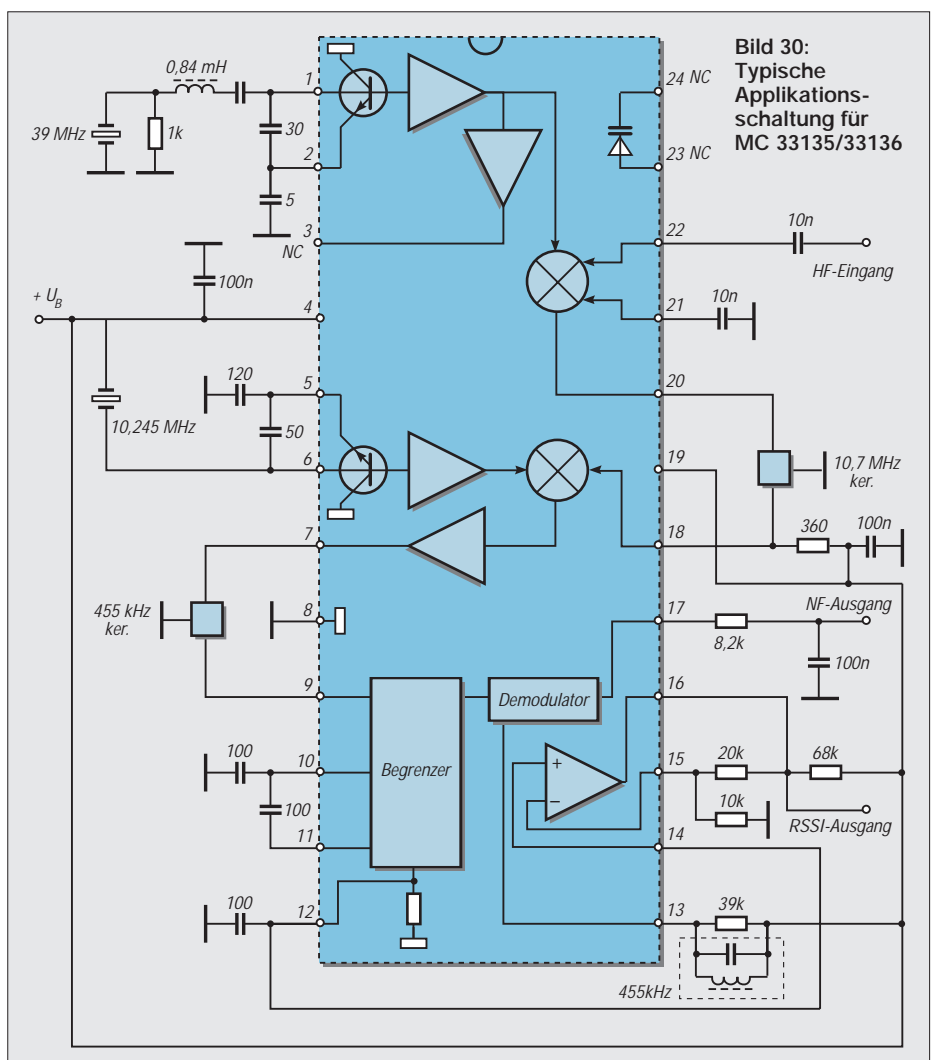 Bild 30:
Typische
Applikations-
schaltung für
MC 33135/33136
0,84 mH
39 MHz
1k
30
5
1
2
3
NC
100n
+ UB
4
10,245 MHz
120
50
5
6
7
455 kHz
ker.
8
9
100
10
100
11
100
12
Begrenzer
Demodulator
+
−
24 NC
23 NC
22
10n
HF-Eingang
21
10n
20
19
10,7 MHz
ker.
18
360
100n
17
NF-Ausgang
8,2k
100n
16
15
20k
68k
10k
RSSI-Ausgang
14
13
39k
455kHz